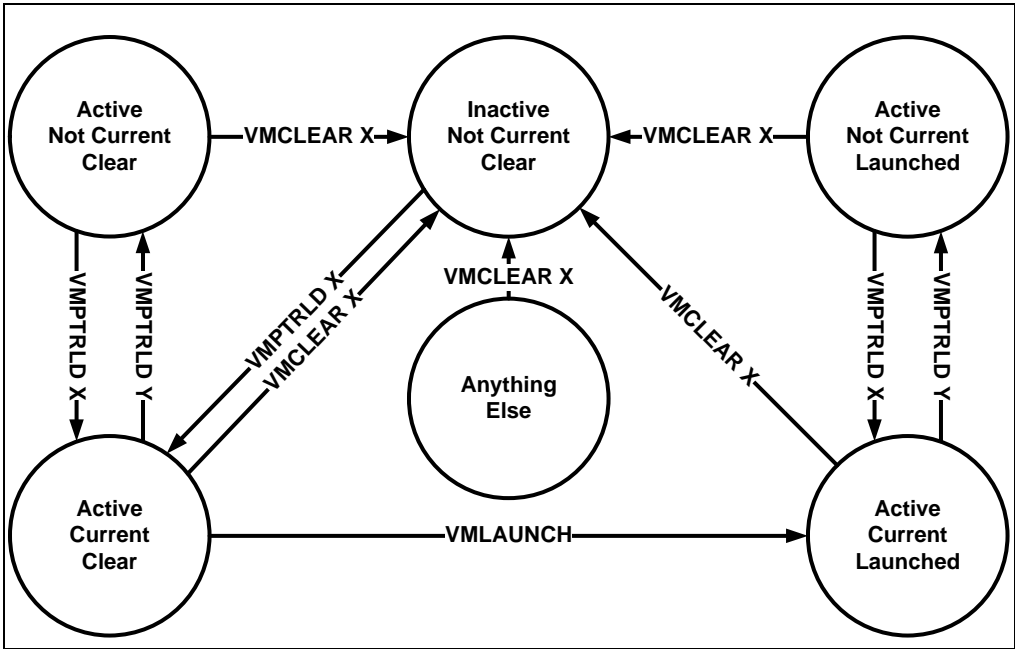 Active
Not Current
Clear
VMCLEAR X
Inactive
Not Current
Clear
VMCLEAR X
Active
Not Current
Launched
VMPTRLD X
VMPTRLD Y
VMPTRLD X
VMCLEAR X
VMCLEAR X
Anything
Else
VMCLEAR X
VMPTRLD X
VMPTRLD Y
Active
Current
Clear
VMLAUNCH
Active
Current
Launched